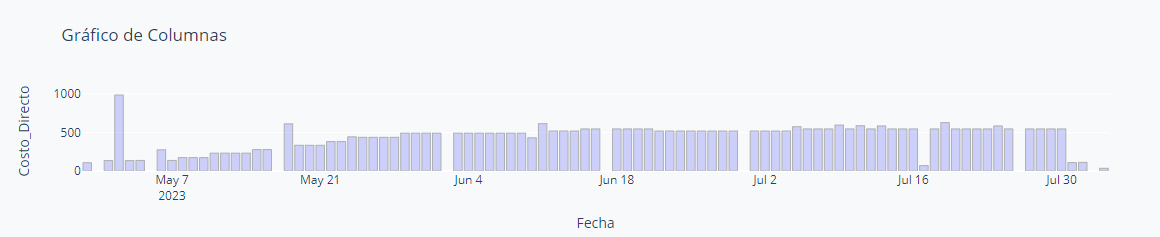 Gráfico de Columnas
Costo_Directo
1000
500
0
May 7
2023
May 21
Jun 4
Jun 18
Jul 2
Jul 16
Jul 30
Fecha